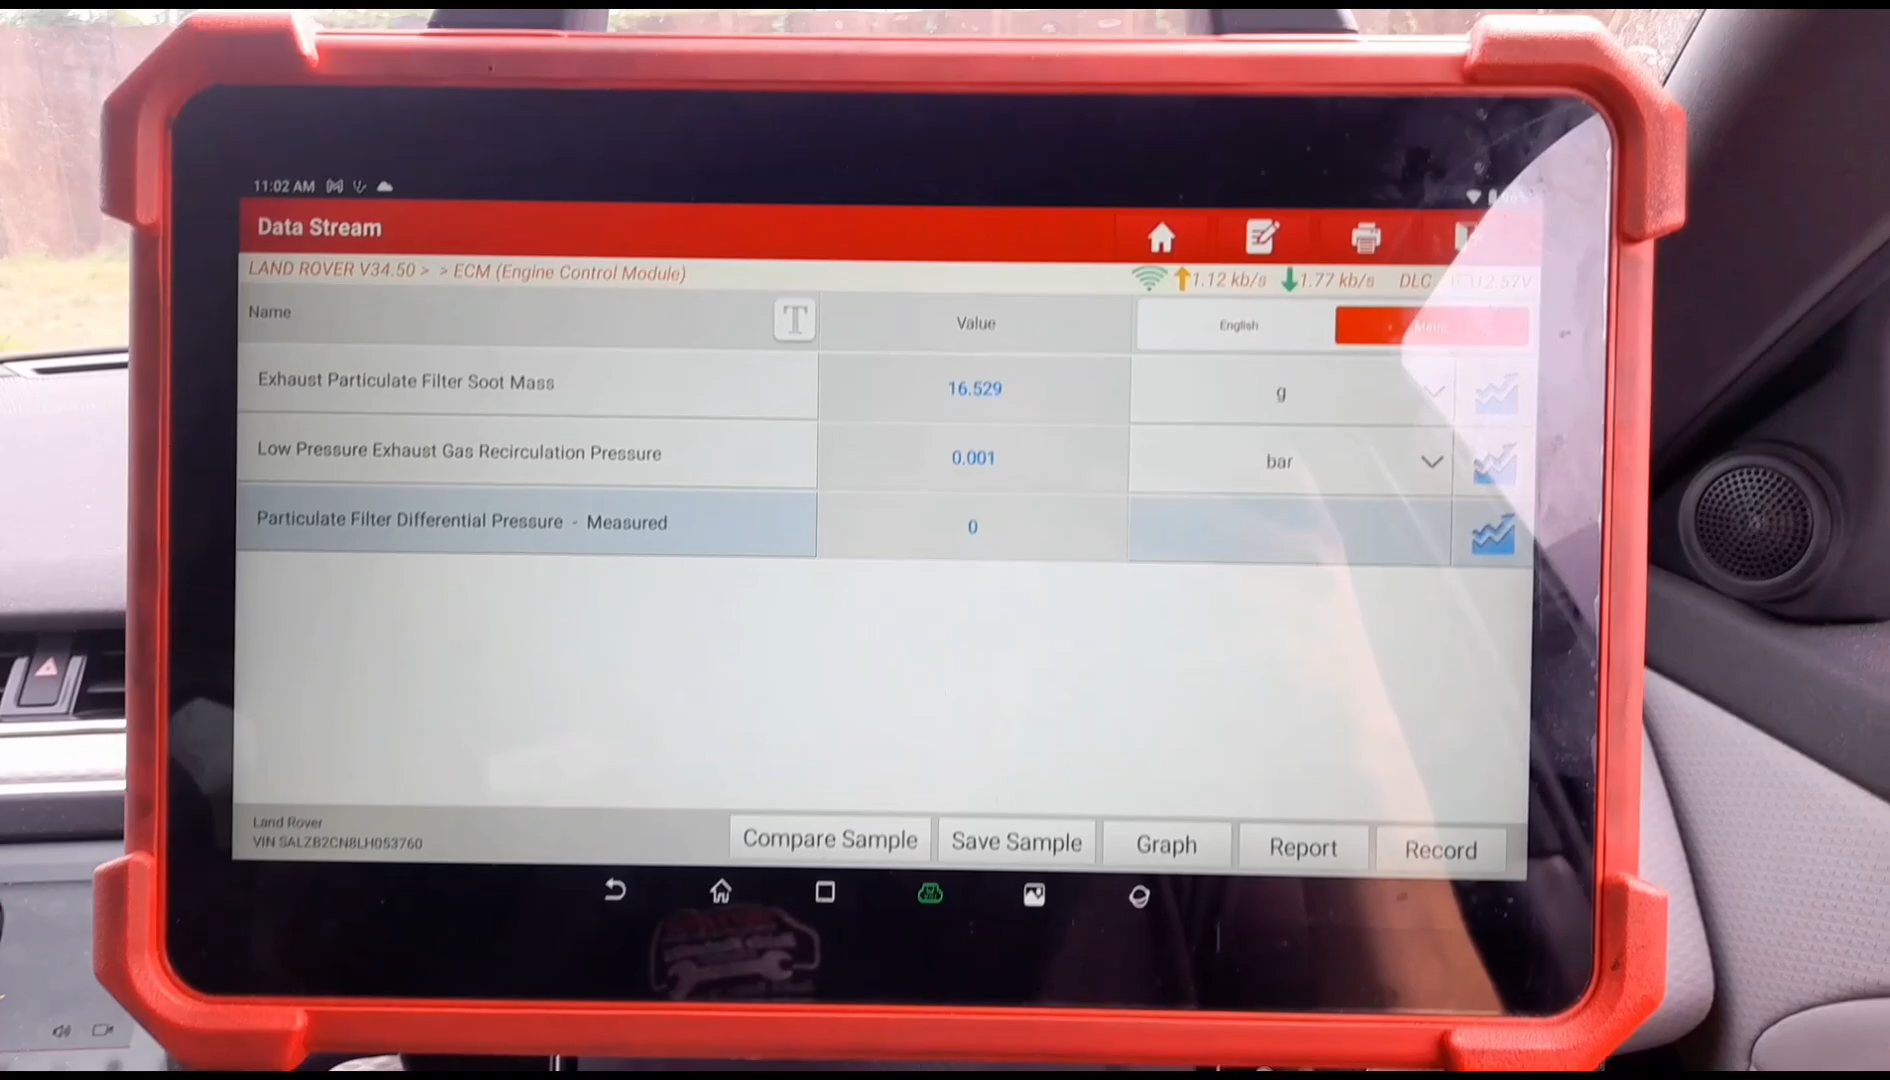 11:02 AM
Data Stream
LAND ROVER V34.50 > > ECM (Engine Control Module)
1.12 kb/s 1.77 kb/s DLC
Name
T
Value
English
Exhaust Particulate Filter Soot Mass 16.529 g
Low Pressure Exhaust Gas Recirculation Pressure 0.001 bar
Particulate Filter Differential Pressure - Measured 0
Land Rover
VIN SALZB2CN8LH053760
Compare Sample Save Sample Graph Report Record